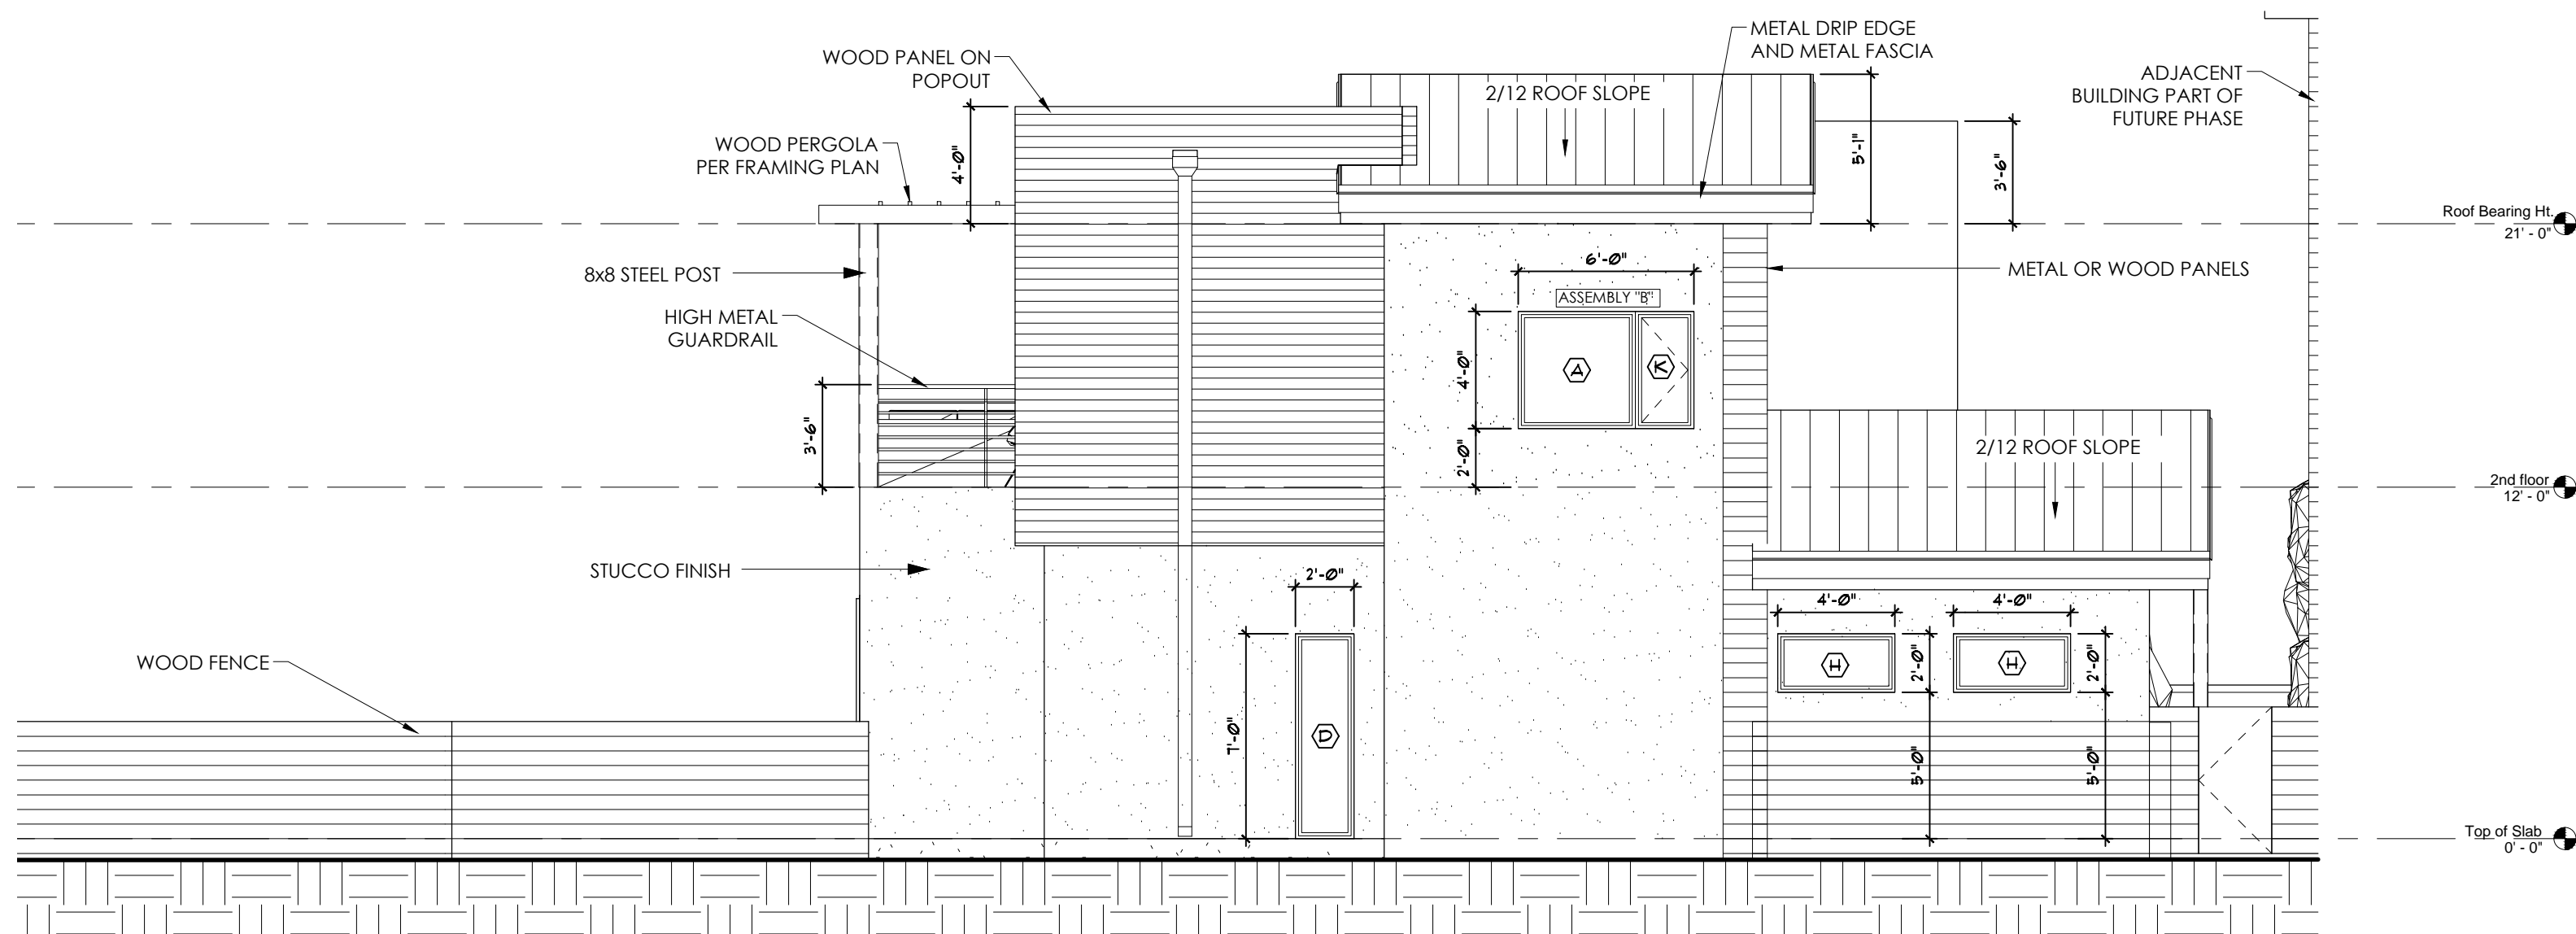 METAL DRIP EDGE
AND METAL FASCIA
WOOD PANEL ON
POPOUT
ADJACENT
BUILDING PART OF
FUTURE PHASE
2/12 ROOF SLOPE
WOOD PERGOLA
PER FRAMING PLAN
4'-0"
5'-1"
3'-6"
Roof Bearing Ht.
21' - 0"
8x8 STEEL POST
6'-0"
METAL OR WOOD PANELS
ASSEMBLY "B"
HIGH METAL
GUARDRAIL
4'-0"
A
K
3'-6"
2'-0"
2/12 ROOF SLOPE
2nd floor
12' - 0"
STUCCO FINISH
2'-0"
4'-0"
4'-0"
WOOD FENCE
H
2'-0"
H
2'-0"
7'-0"
D
5'-0"
5'-0"
Top of Slab
0' - 0"